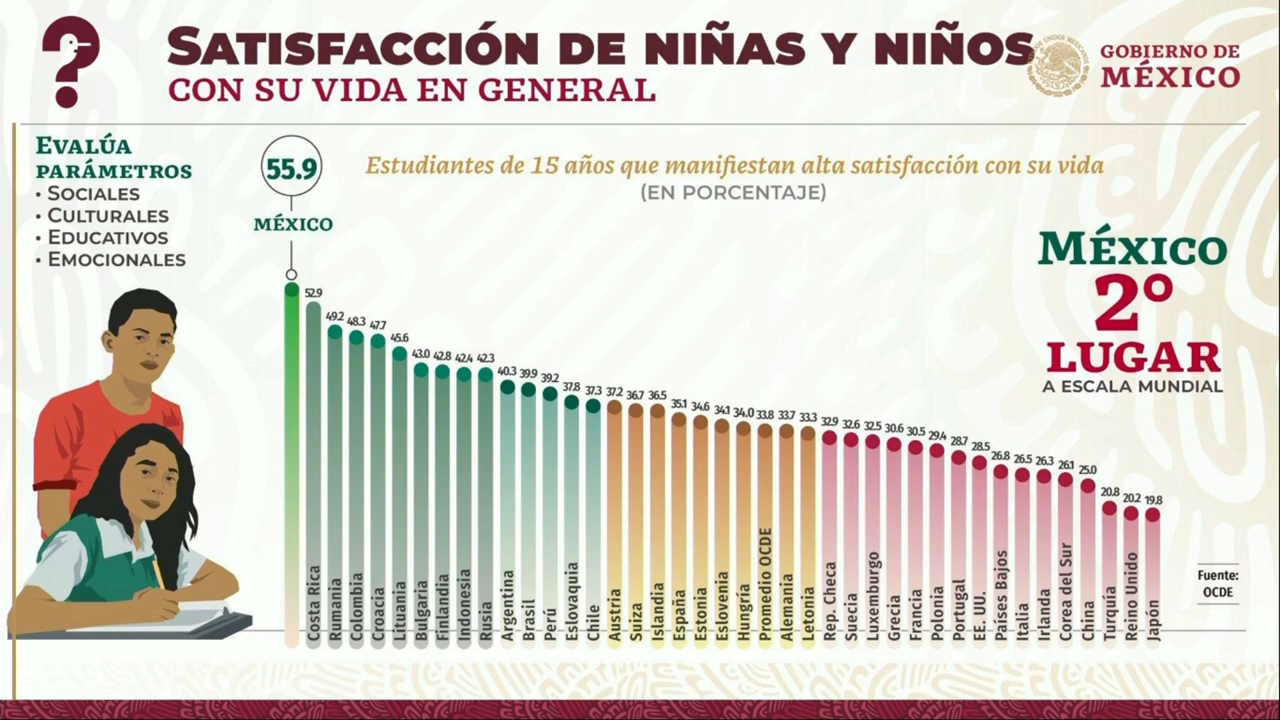 SATISFACCIÓN DE NIÑAS Y NIÑOS
CON SU VIDA EN GENERAL
GOBIERNO DE
MÉXICO
EVALÚA
PARÁMETROS
• SOCIALES
• CULTURALES
• EDUCATIVOS
• EMOCIONALES
55.9
MÉXICO
Estudiantes de 15 años que manifiestan alta satisfacción con su vida
(EN PORCENTAJE)
MÉXICO
2º
LUGAR
A ESCALA MUNDIAL
52.9
49.2
48.3
47.7
45.6
43.0
42.8
42.4
42.3
40.3
39.9
39.2
37.8
37.3
37.2
36.7
36.5
35.1
34.6
34.1
34.0
33.8
33.7
33.3
32.9
32.6
32.5
30.6
30.5
29.4
28.7
28.5
26.8
26.5
26.3
26.1
25.0
20.8
20.2
19.8
Costa Rica
Rumania
Colombia
Croacia
Lituania
Bulgaria
Finlandia
Indonesia
Rusia
Argentina
Brasil
Perú
Eslovaquia
Chile
Austria
Suiza
Islandia
España
Estonia
Eslovenia
Hungría
Promedio OCDE
Alemania
Letonia
Rep. Checa
Suecia
Luxemburgo
Grecia
Francia
Polonia
Portugal
EE. UU.
Países Bajos
Italia
Irlanda
Corea del Sur
China
Turquía
Reino Unido
Japón
Fuente:
OCDE